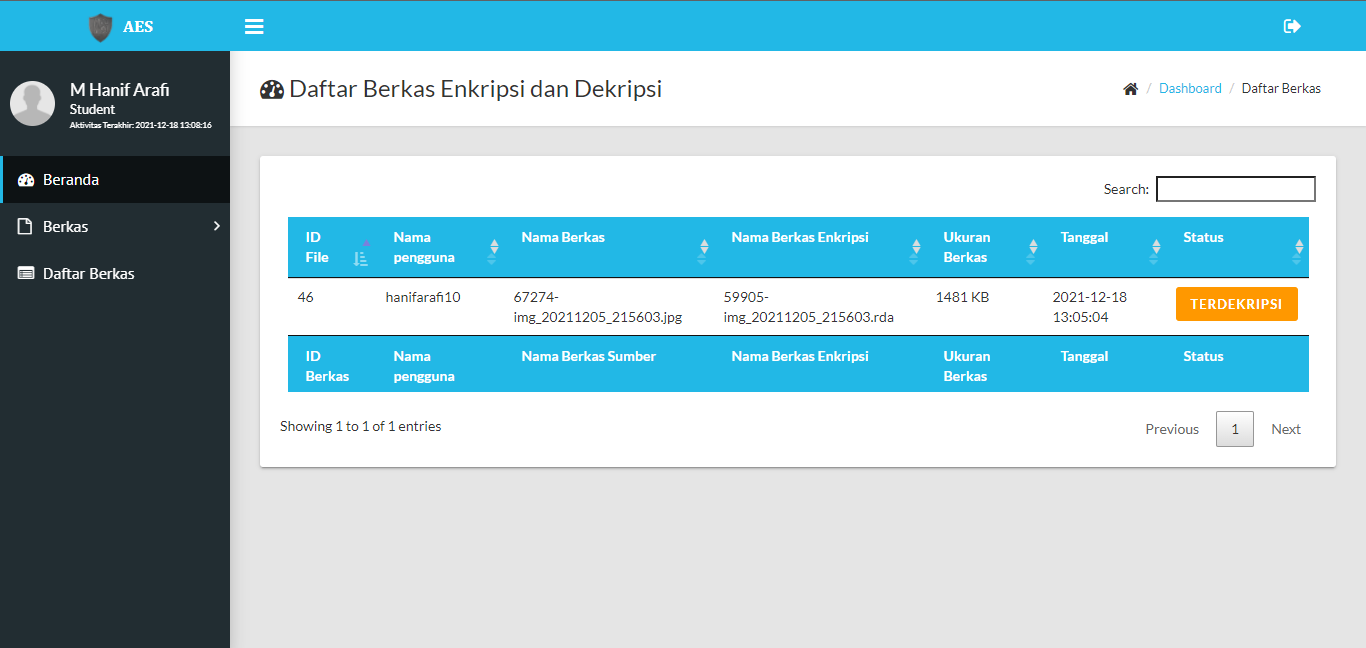 AES
M Hanif Arafi
Student
Aktivitas Terakhir: 2021-12-18 13:08:16
Beranda
Berkas
Daftar Berkas
Daftar Berkas Enkripsi dan Dekripsi
/ Dashboard / Daftar Berkas
Search:
ID File
Nama pengguna
Nama Berkas
Nama Berkas Enkripsi
Ukuran Berkas
Tanggal
Status
46
hanifarafi10
67274-
img_20211205_215603.jpg
59905-
img_20211205_215603.rda
1481 KB
2021-12-18
13:05:04
TERDEKRIPSI
ID Berkas
Nama pengguna
Nama Berkas Sumber
Nama Berkas Enkripsi
Ukuran Berkas
Tanggal
Status
Showing 1 to 1 of 1 entries
Previous 1 Next